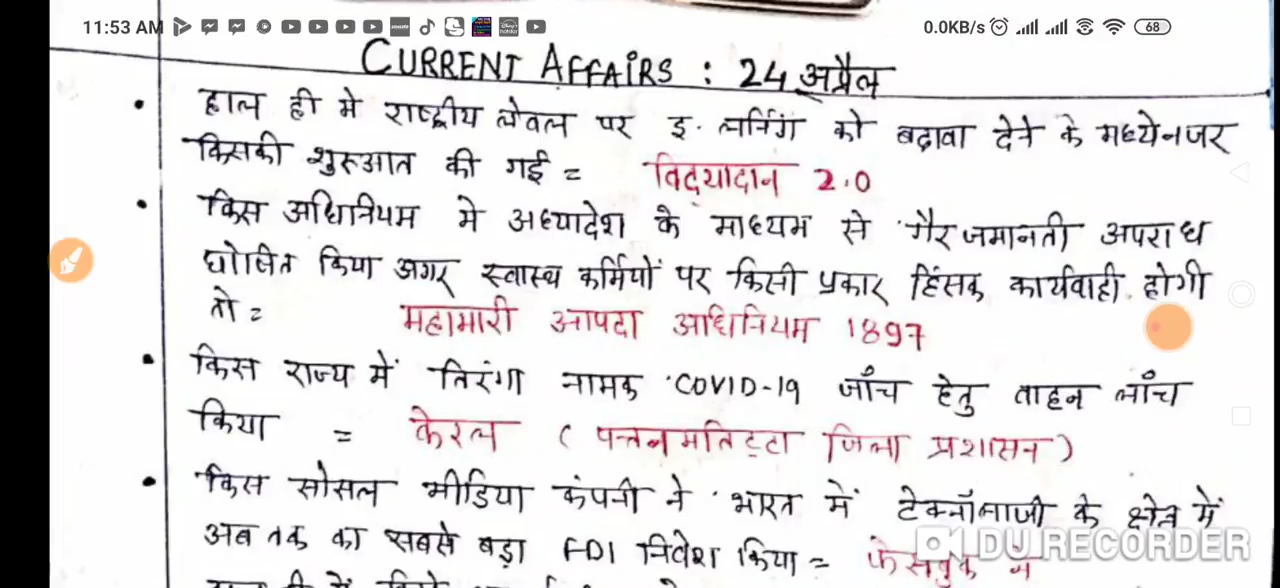 11:53 AM 0.0KB/s 68
CURRENT AFFAIRS : 24 अप्रैल
• हाल ही मे राष्ट्रीय लेवल पर इ. लर्निंग को बढ़ावा देने के मध्येनजर
किसकी शुरुआत की गई = विद्यादान 2.0
• किस अधिनियम मे अध्यादेश के माध्यम से गैर जमानती अपराध
घोषित किया अगर स्वास्थ कर्मियों पर किसी प्रकार हिंसक कार्यवाही होगी
तो = महामारी आपदा अधिनियम 1897
• किस राज्य में तिरंगा नामक COVID-19 जाँच हेतु वाहन लाँच
किया = केरल ( पत्तनमतिट्टा जिला प्रशासन )
• किस सोसल मीडिया कंपनी ने भारत में टेक्नॉलाजी के क्षेत्र में
अब तक का सबसे बड़ा FDI निवेश किया = फेसबुक ने
DU RECORDER